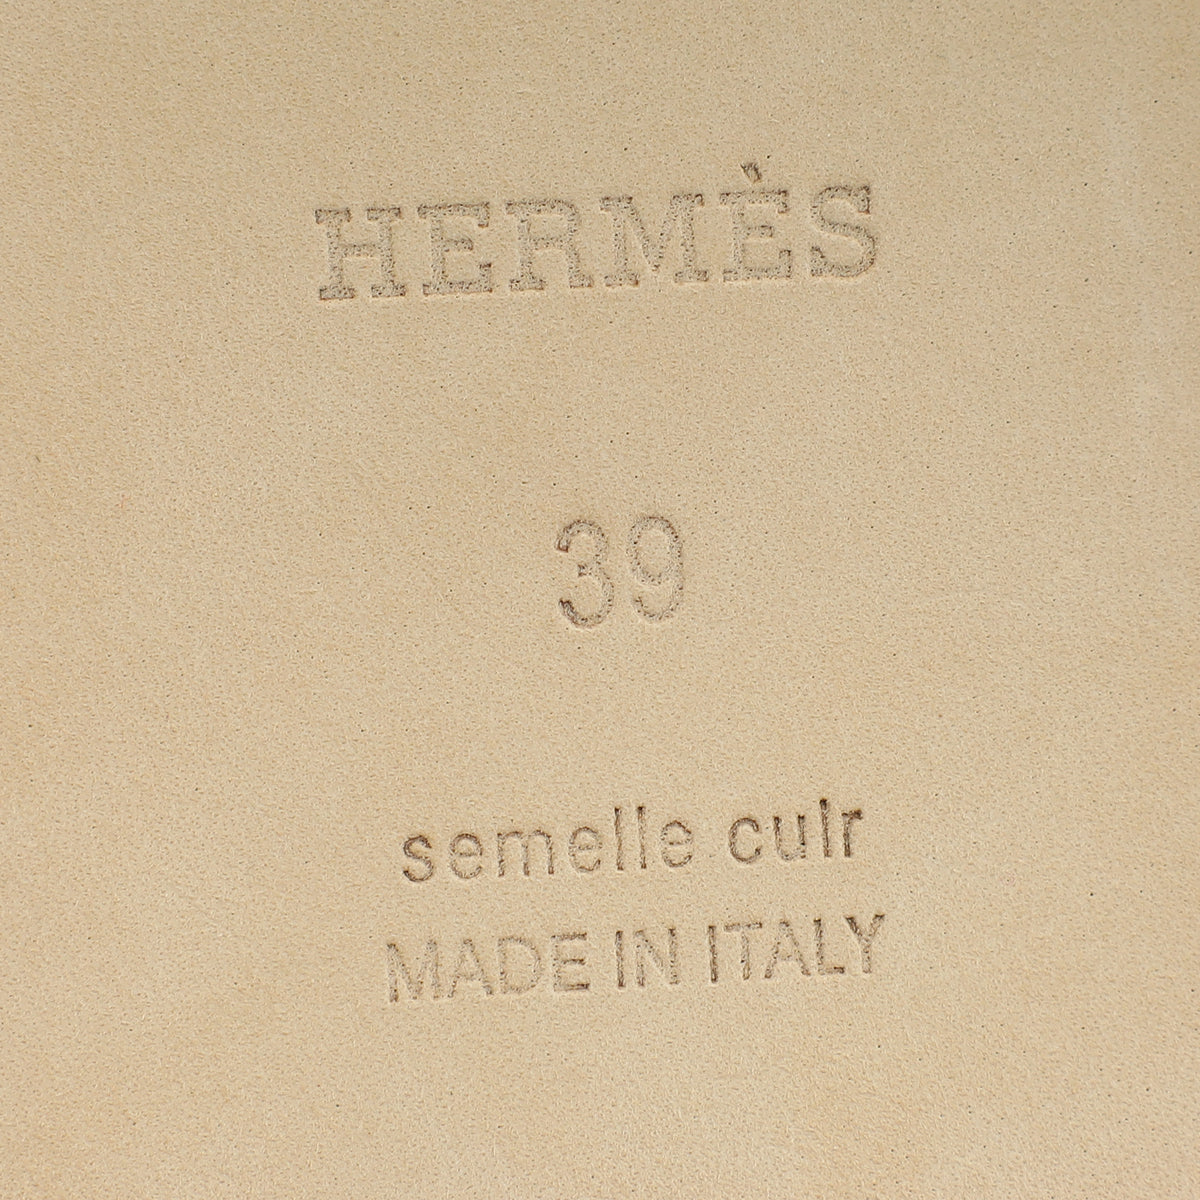 HERMÈS
39
semelle cuir
MADE IN ITALY